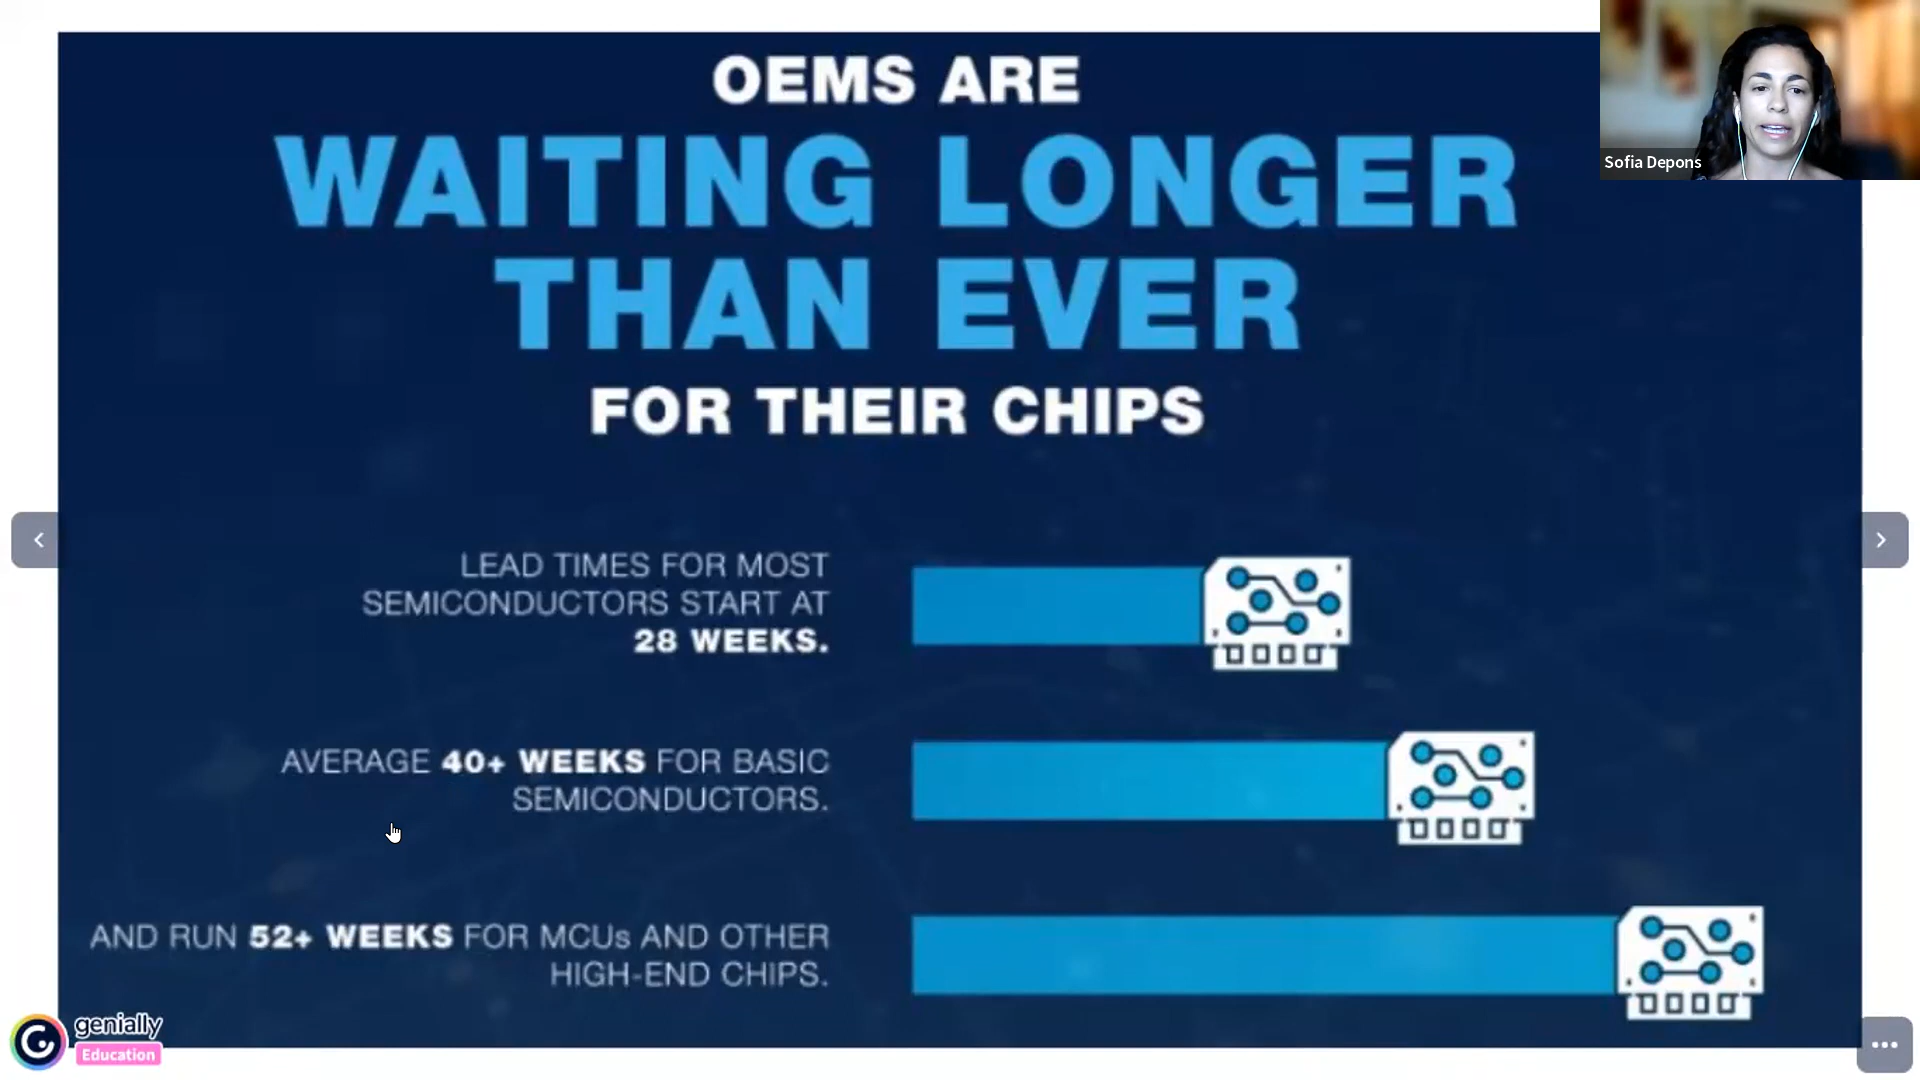 OEMS ARE
WAITING LONGER
THAN EVER
FOR THEIR CHIPS
Sofia Depons
LEAD TIMES FOR MOST
SEMICONDUCTORS START AT
28 WEEKS.
AVERAGE 40+ WEEKS FOR BASIC
SEMICONDUCTORS.
AND RUN 52+ WEEKS FOR MCUs AND OTHER
HIGH-END CHIPS.
genially
Education